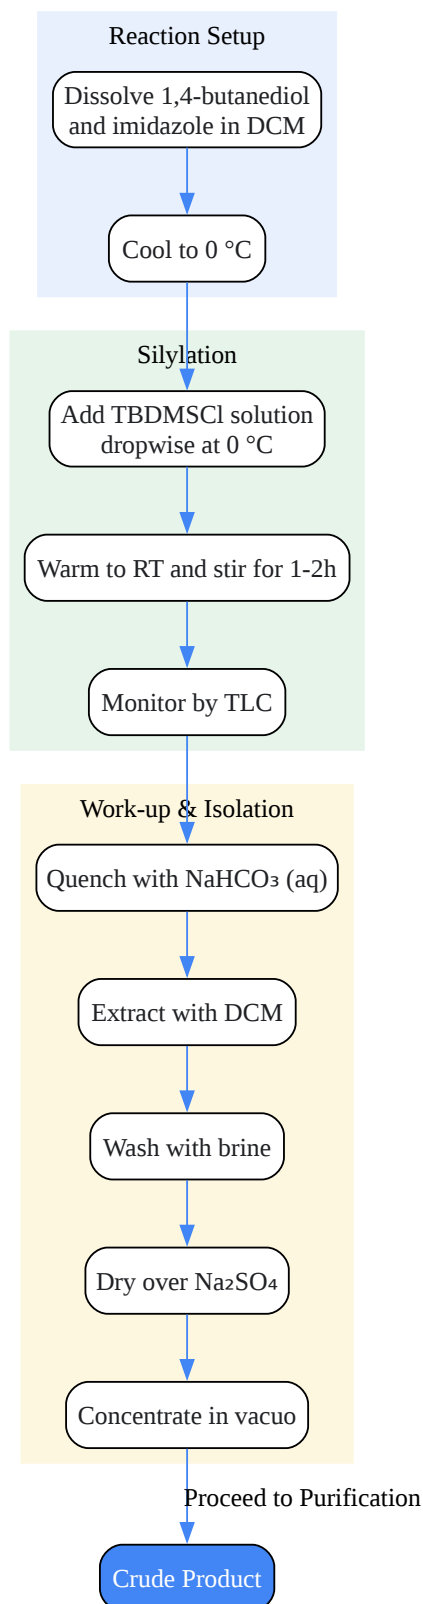 Reaction Setup
Dissolve 1,4-butanediol
and imidazole in DCM
Cool to 0 °C
Silylation
Add TBDMSCl solution
dropwise at 0 °C
Warm to RT and stir for 1-2h
Monitor by TLC
Work-up & Isolation
Quench with NaHCO₃ (aq)
Extract with DCM
Wash with brine
Dry over Na₂SO₄
Concentrate in vacuo
Proceed to Purification
Crude Product